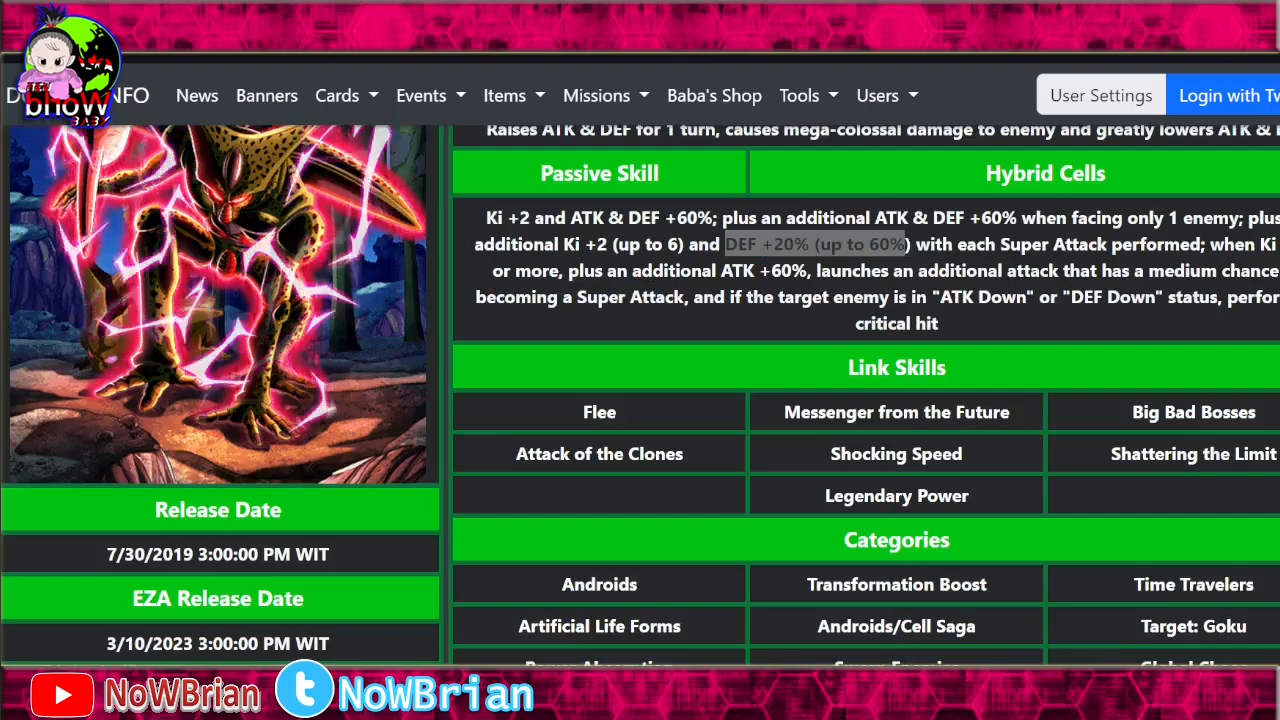 D
NFO
News
Banners
Cards
Events
Items
Missions
Baba's Shop
Tools
Users
User Settings
Login with Tw
bhoW
BABY
Raises ATK & DEF for 1 turn, causes mega-colossal damage to enemy and greatly lowers ATK &
Passive Skill
Hybrid Cells
Ki +2 and ATK & DEF +60%; plus an additional ATK & DEF +60% when facing only 1 enemy; plus
additional Ki +2 (up to 6) and DEF +20% (up to 60%) with each Super Attack performed; when Ki
or more, plus an additional ATK +60%, launches an additional attack that has a medium chance
becoming a Super Attack, and if the target enemy is in "ATK Down" or "DEF Down" status, perfor
critical hit
Link Skills
Flee
Messenger from the Future
Big Bad Bosses
Attack of the Clones
Shocking Speed
Shattering the Limit
Legendary Power
Categories
Androids
Transformation Boost
Time Travelers
Artificial Life Forms
Androids/Cell Saga
Target: Goku
Release Date
7/30/2019 3:00:00 PM WIT
EZA Release Date
3/10/2023 3:00:00 PM WIT
NoWBrian
NoWBrian